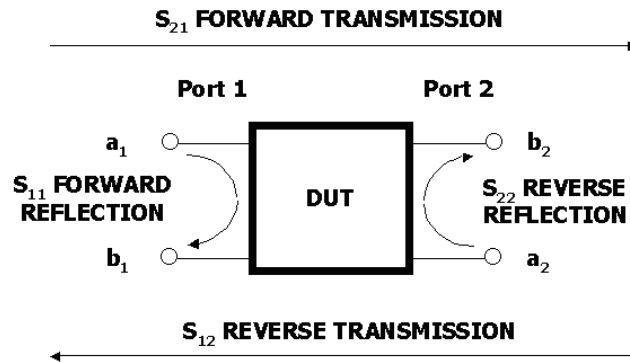 S₂₁ FORWARD TRANSMISSION
Port 1
Port 2
a₁
b₂
S₁₁ FORWARD
REFLECTION
DUT
S₂₂ REVERSE
REFLECTION
b₁
a₂
S₁₂ REVERSE TRANSMISSION